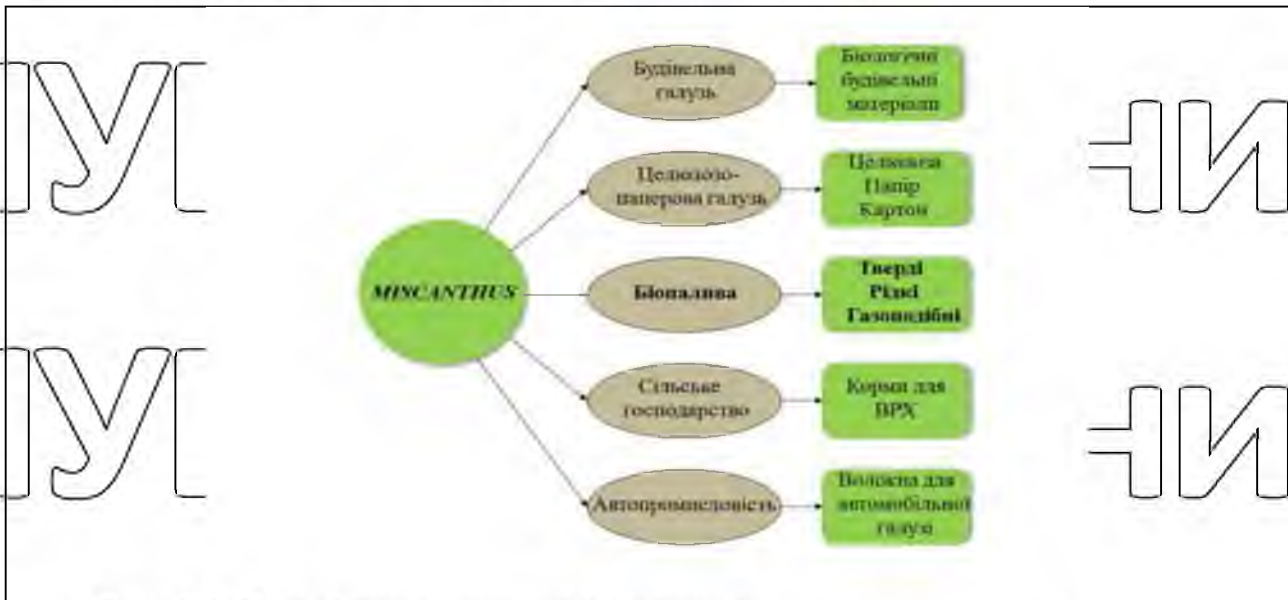 Будівельна
галузь
Біологічні
будівельні
матеріали
Целюлозо-
паперова галузь
Целюлоза
Папір
Картон
MISCANTHUS
Біопалива
Тверді
Рідкі
Газоподібні
Сільське
господарство
Корми для
ВРХ
Автопромисловість
Волокна для
автомобільної
галузі